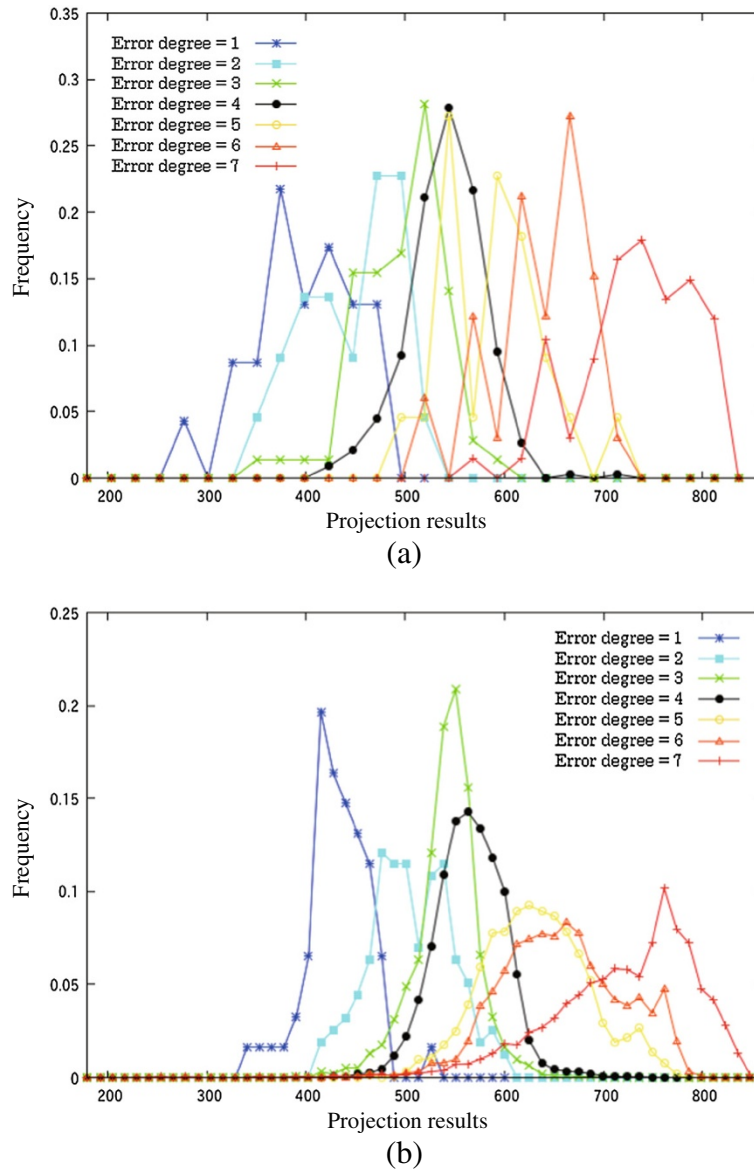 0.35
0.3
0.25
0.2
0.15
0.1
0.05
0
Frequency
Error degree = 1
Error degree = 2
Error degree = 3
Error degree = 4
Error degree = 5
Error degree = 6
Error degree = 7
200 300 400 500 600 700 800
Projection results
(a)
0.25
0.2
0.15
0.1
0.05
0
Frequency
Error degree = 1
Error degree = 2
Error degree = 3
Error degree = 4
Error degree = 5
Error degree = 6
Error degree = 7
200 300 400 500 600 700 800
Projection results
(b)